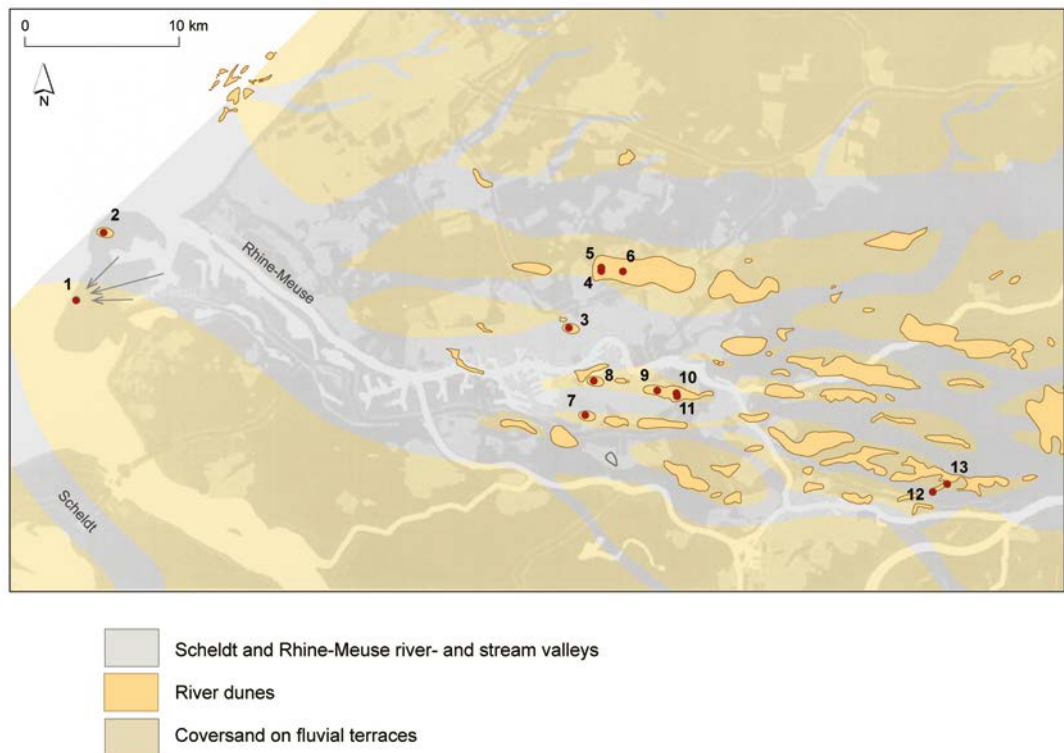 0 10 km
N
2
Rhine-Meuse
1
5
6
4
3
8
9
10
7
11
13
12
Scheldt
Scheldt and Rhine-Meuse river- and stream valleys
River dunes
Coversand on fluvial terraces